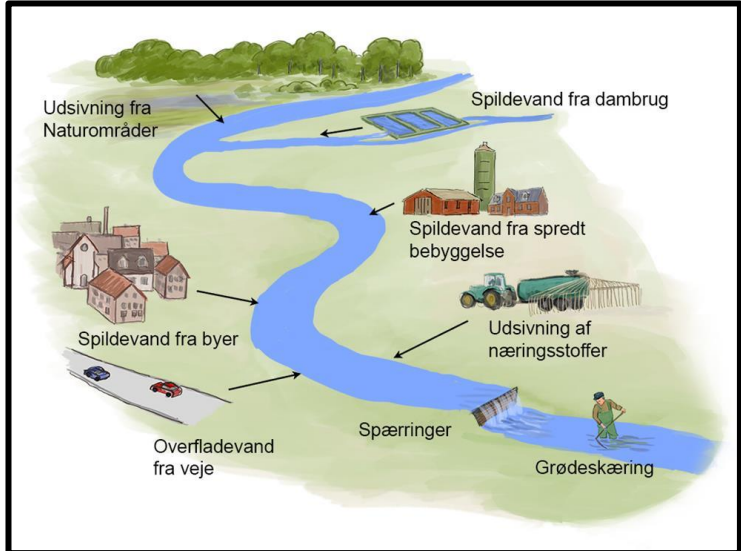 Udsivning fra
Naturområder
Spildevand fra dambrug
Spildevand fra spredt
bebyggelse
Spildevand fra byer
Udsivning af
næringsstoffer
Overfladevand
fra veje
Spærringer
Grødeskæring